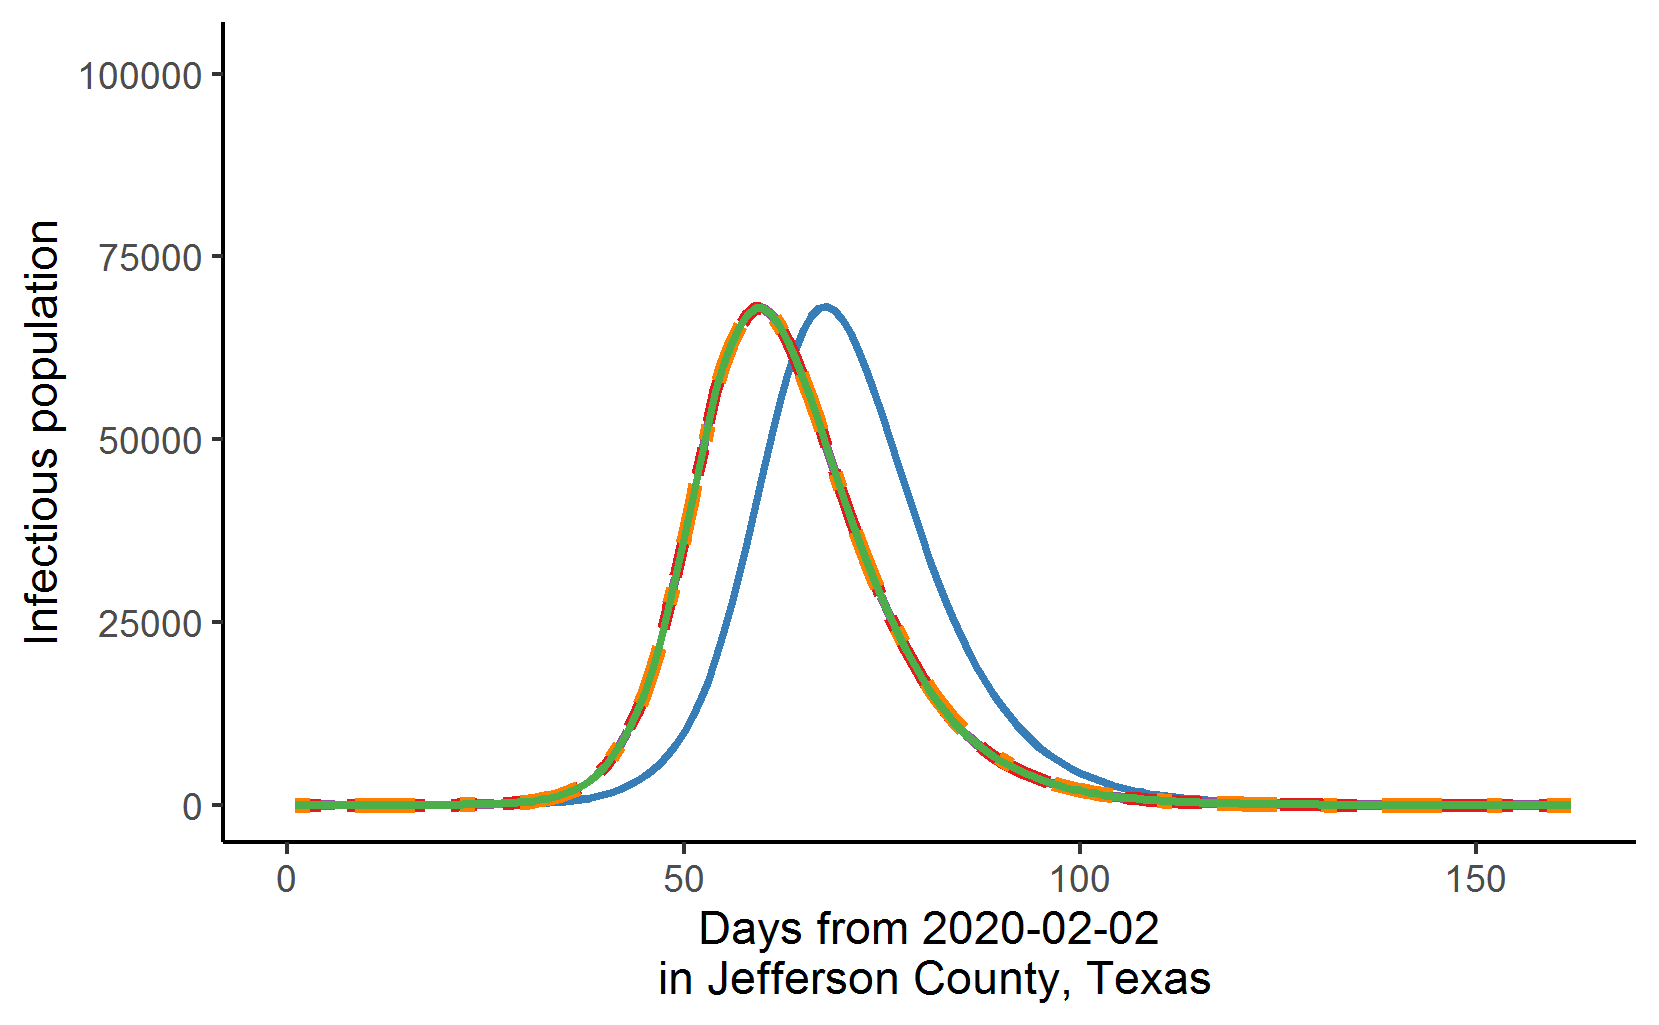 Infectious population
100000
75000
50000
25000
0
0 50 100 150
Days from 2020-02-02
in Jefferson County, Texas